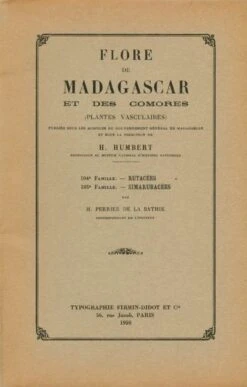 FLORE
DE
MADAGASCAR
ET DES COMORES
(PLANTES VASCULAIRES)
PUBLIÉE SOUS LES AUSPICES DU GOUVERNEMENT GÉNÉRAL DE MADAGASCAR
ET SOUS LA DIRECTION DE
H. HUMBERT
PROFESSEUR AU MUSÉUM NATIONAL D'HISTOIRE NATURELLE
104e FAMILLE. — RUTACÉES
105e FAMILLE. — SIMARUBACÉES
PAR
H. PERRIER DE LA BATHIE
CORRESPONDANT DE L'INSTITUT
TYPOGRAPHIE FIRMIN-DIDOT ET Cie
56, rue Jacob, PARIS
1950